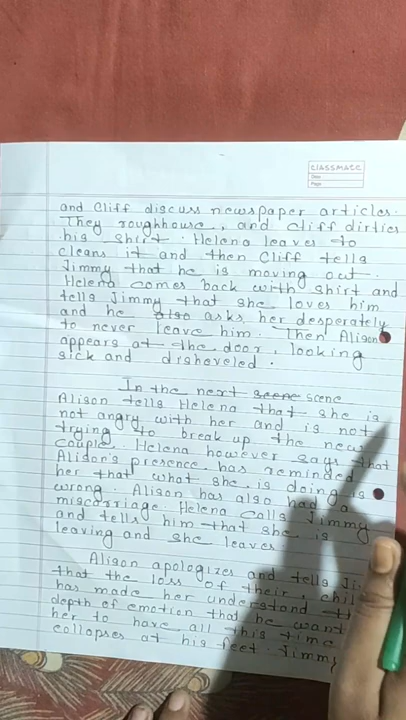 CLASSMATE
Date
Page
and Cliff discuss newspaper articles.
They roughhouse, and cliff dirties
his shirt. Helena leaves to
cleans it and then Cliff tells
Jimmy that he is moving out.
Helena comes back with shirt and
tells Jimmy that she loves him
and he also asks her desperately
to never leave him. Then Alison
appears at the door, looking
sick and disheveled.
In the next scene scene
Alison tells Helena that she is
not angry with her and is not
trying to break up the new
couple. Helena however says that
Alison's presence has reminded
her that what she is doing is
wrong. Alison has also had a
miscarriage. Helena calls Jimmy
and tells him that she is
leaving and she leaves
Alison apologizes and tells
that the loss of their, chil
has made her understand
depth of emotion that he want
her to have all this time
collapses at his feet. Jimmy